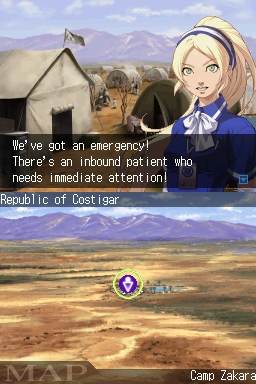 We've got an emergency!
There's an inbound patient who
needs immediate attention!
Republic of Costigar
MAP
Camp Zakara